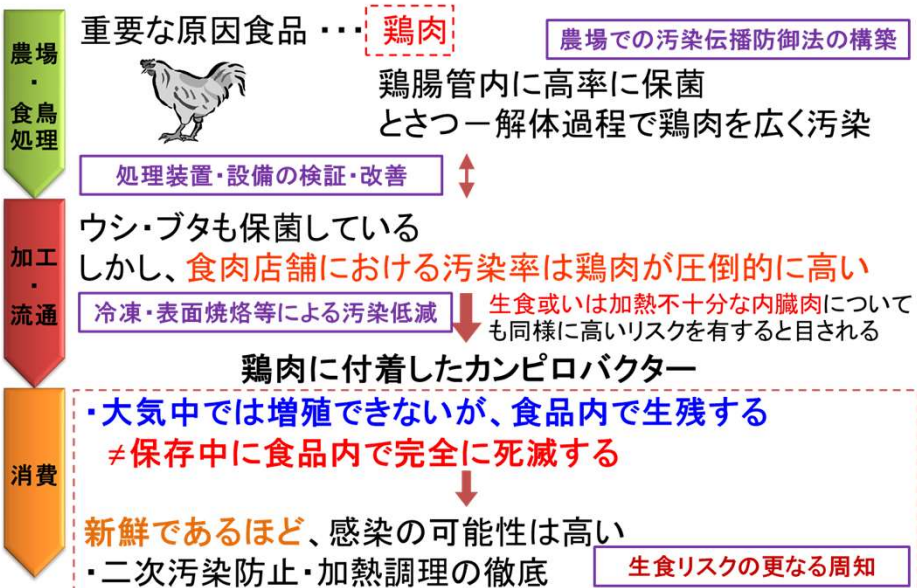 重要な原因食品 ・・・ 鶏肉
農場での汚染伝播防御法の構築
農場
・
食鳥
処理
鶏腸管内に高率に保菌
とさつー解体過程で鶏肉を広く汚染
処理装置・設備の検証・改善
加工
・
流通
ウシ・ブタも保菌している
しかし、食肉店舗における汚染率は鶏肉が圧倒的に高い
冷凍・表面焼烙等による汚染低減
生食或いは加熱不十分な内臓肉について
も同様に高いリスクを有すると目される
鶏肉に付着したカンピロバクター
消費
・大気中では増殖できないが、食品内で生残する
≠保存中に食品内で完全に死滅する
新鮮であるほど、感染の可能性は高い
・二次汚染防止・加熱調理の徹底
生食リスクの更なる周知